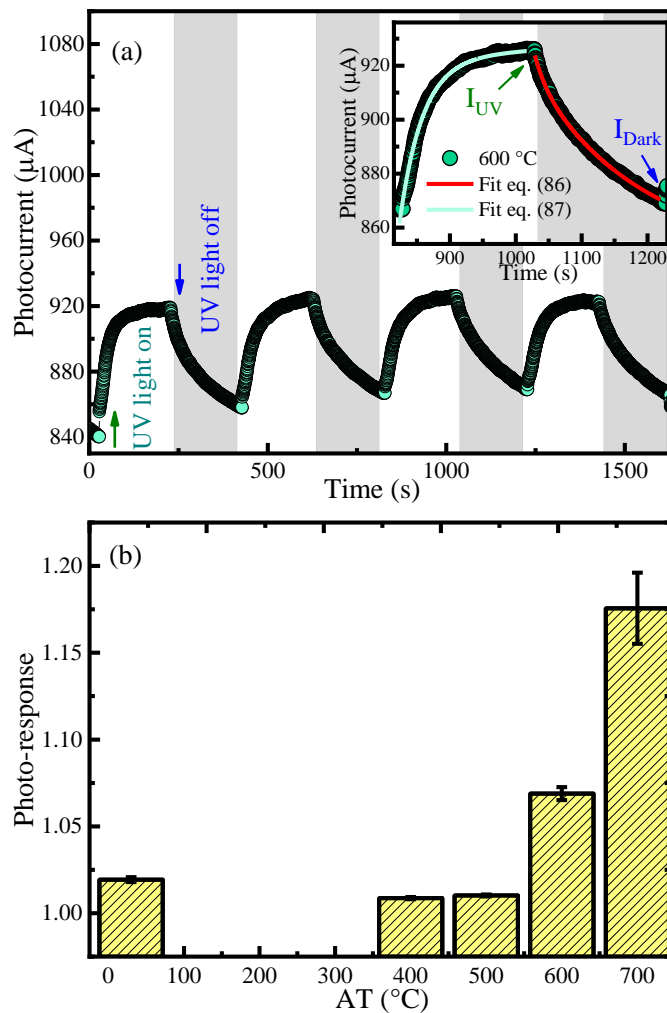 (a)
Photocurrent (µA)
1080
1040
1000
960
920
880
840
0
500
1000
1500
Time (s)
UV light on
UV light off
Photocurrent (µA)
920
900
880
860
900
1000
1100
1200
Time (s)
I_UV
I_Dark
600 °C
Fit eq. (86)
Fit eq. (87)
(b)
Photo-response
1.20
1.15
1.10
1.05
1.00
0
100
200
300
400
500
600
700
AT (°C)